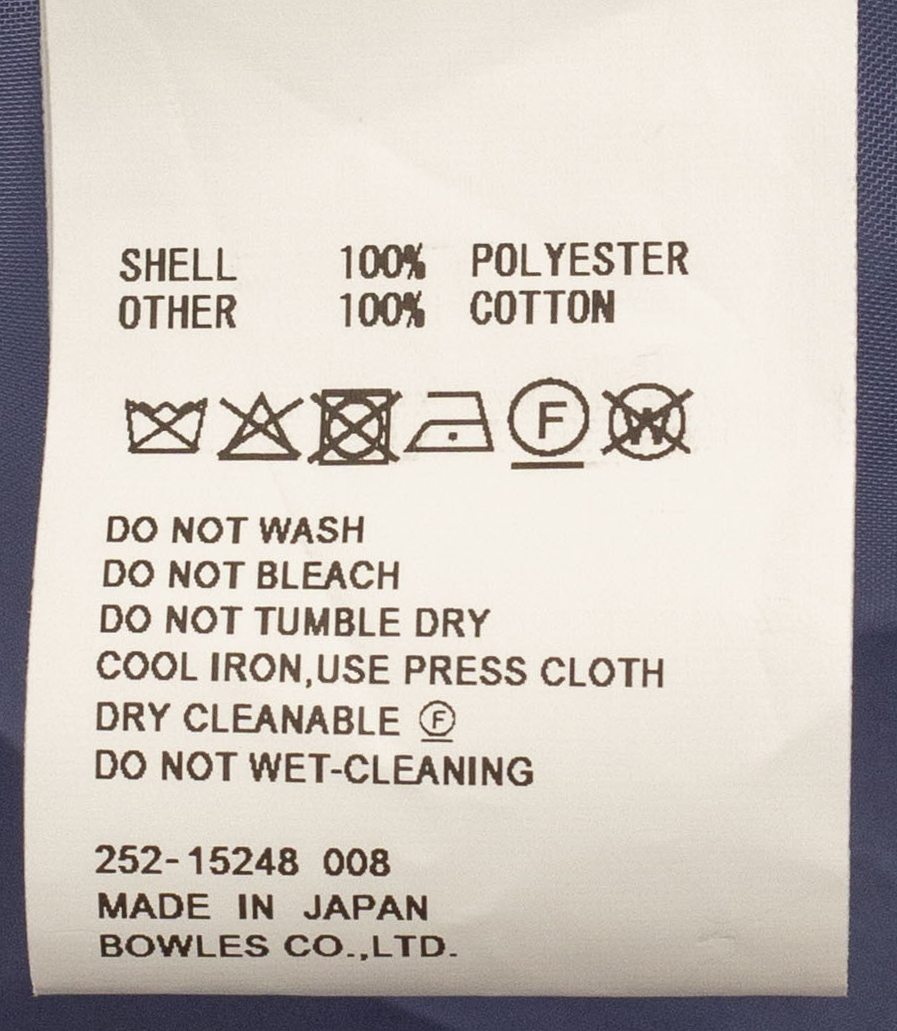 SHELL 100% POLYESTER
OTHER 100% COTTON
F W
DO NOT WASH
DO NOT BLEACH
DO NOT TUMBLE DRY
COOL IRON,USE PRESS CLOTH
DRY CLEANABLE Ⓕ
DO NOT WET-CLEANING
252-15248 008
MADE IN JAPAN
BOWLES CO.,LTD.